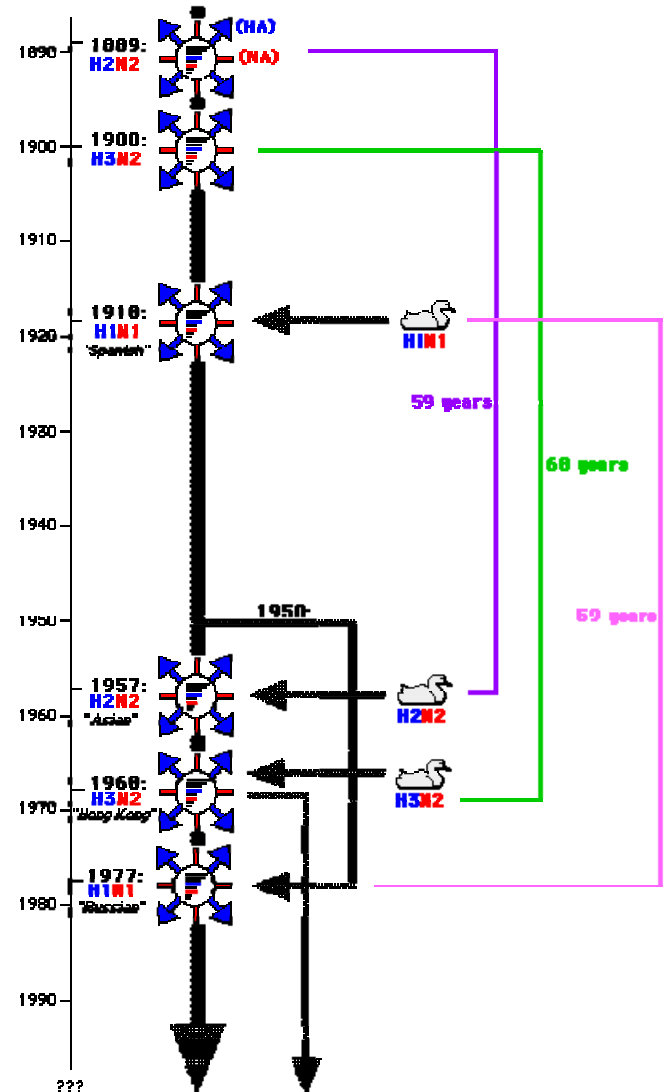 (HA)
1890
1889:
H2N2
(NA)
1900
1900:
H3N2
1910
1918:
H1N1
"Spanish"
1920
H1N1
59 years
1930
68 years
1940
1950
1950-
59 years
1957:
H2N2
"Asian"
1960
H2N2
1968:
H3N2
"Hong Kong"
1970
H3N2
1977:
H1N1
"Russian"
1980
1990
???